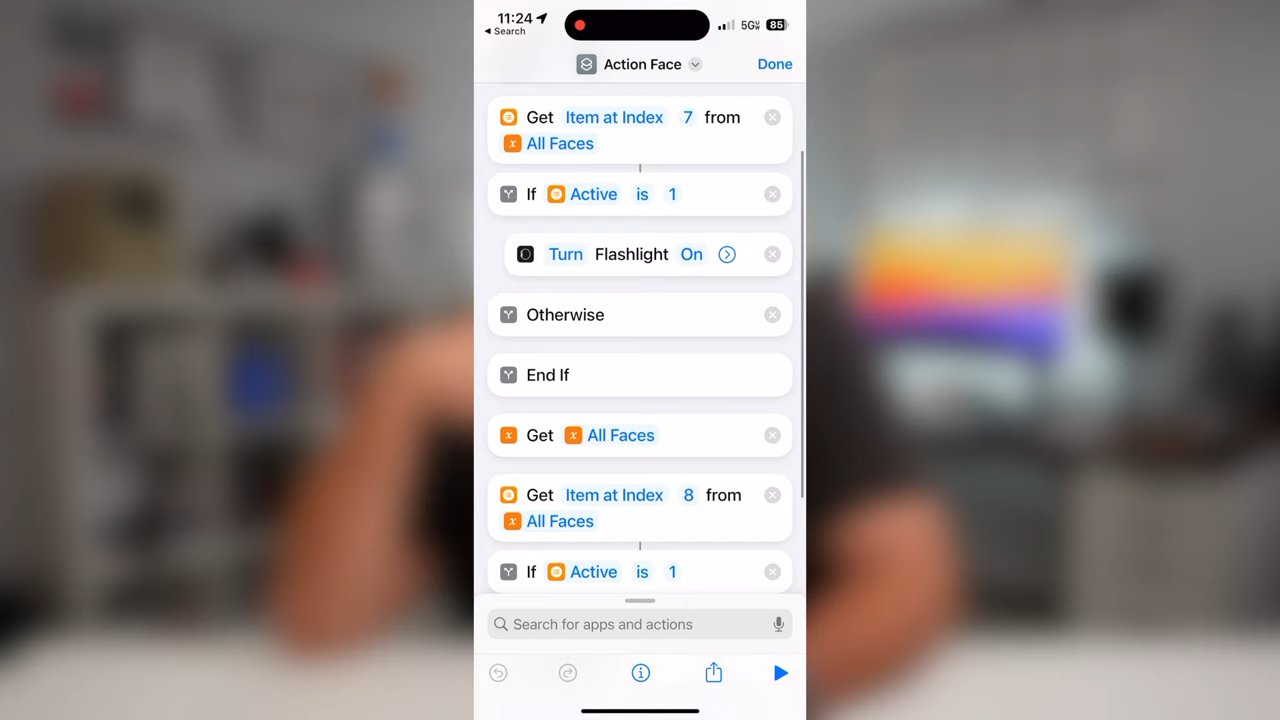 11:24
5G
85
◀ Search
Action Face
Done
Get Item at Index 7 from
x All Faces
If Active is 1
Turn Flashlight On
Otherwise
End If
x Get x All Faces
Get Item at Index 8 from
x All Faces
If Active is 1
Search for apps and actions